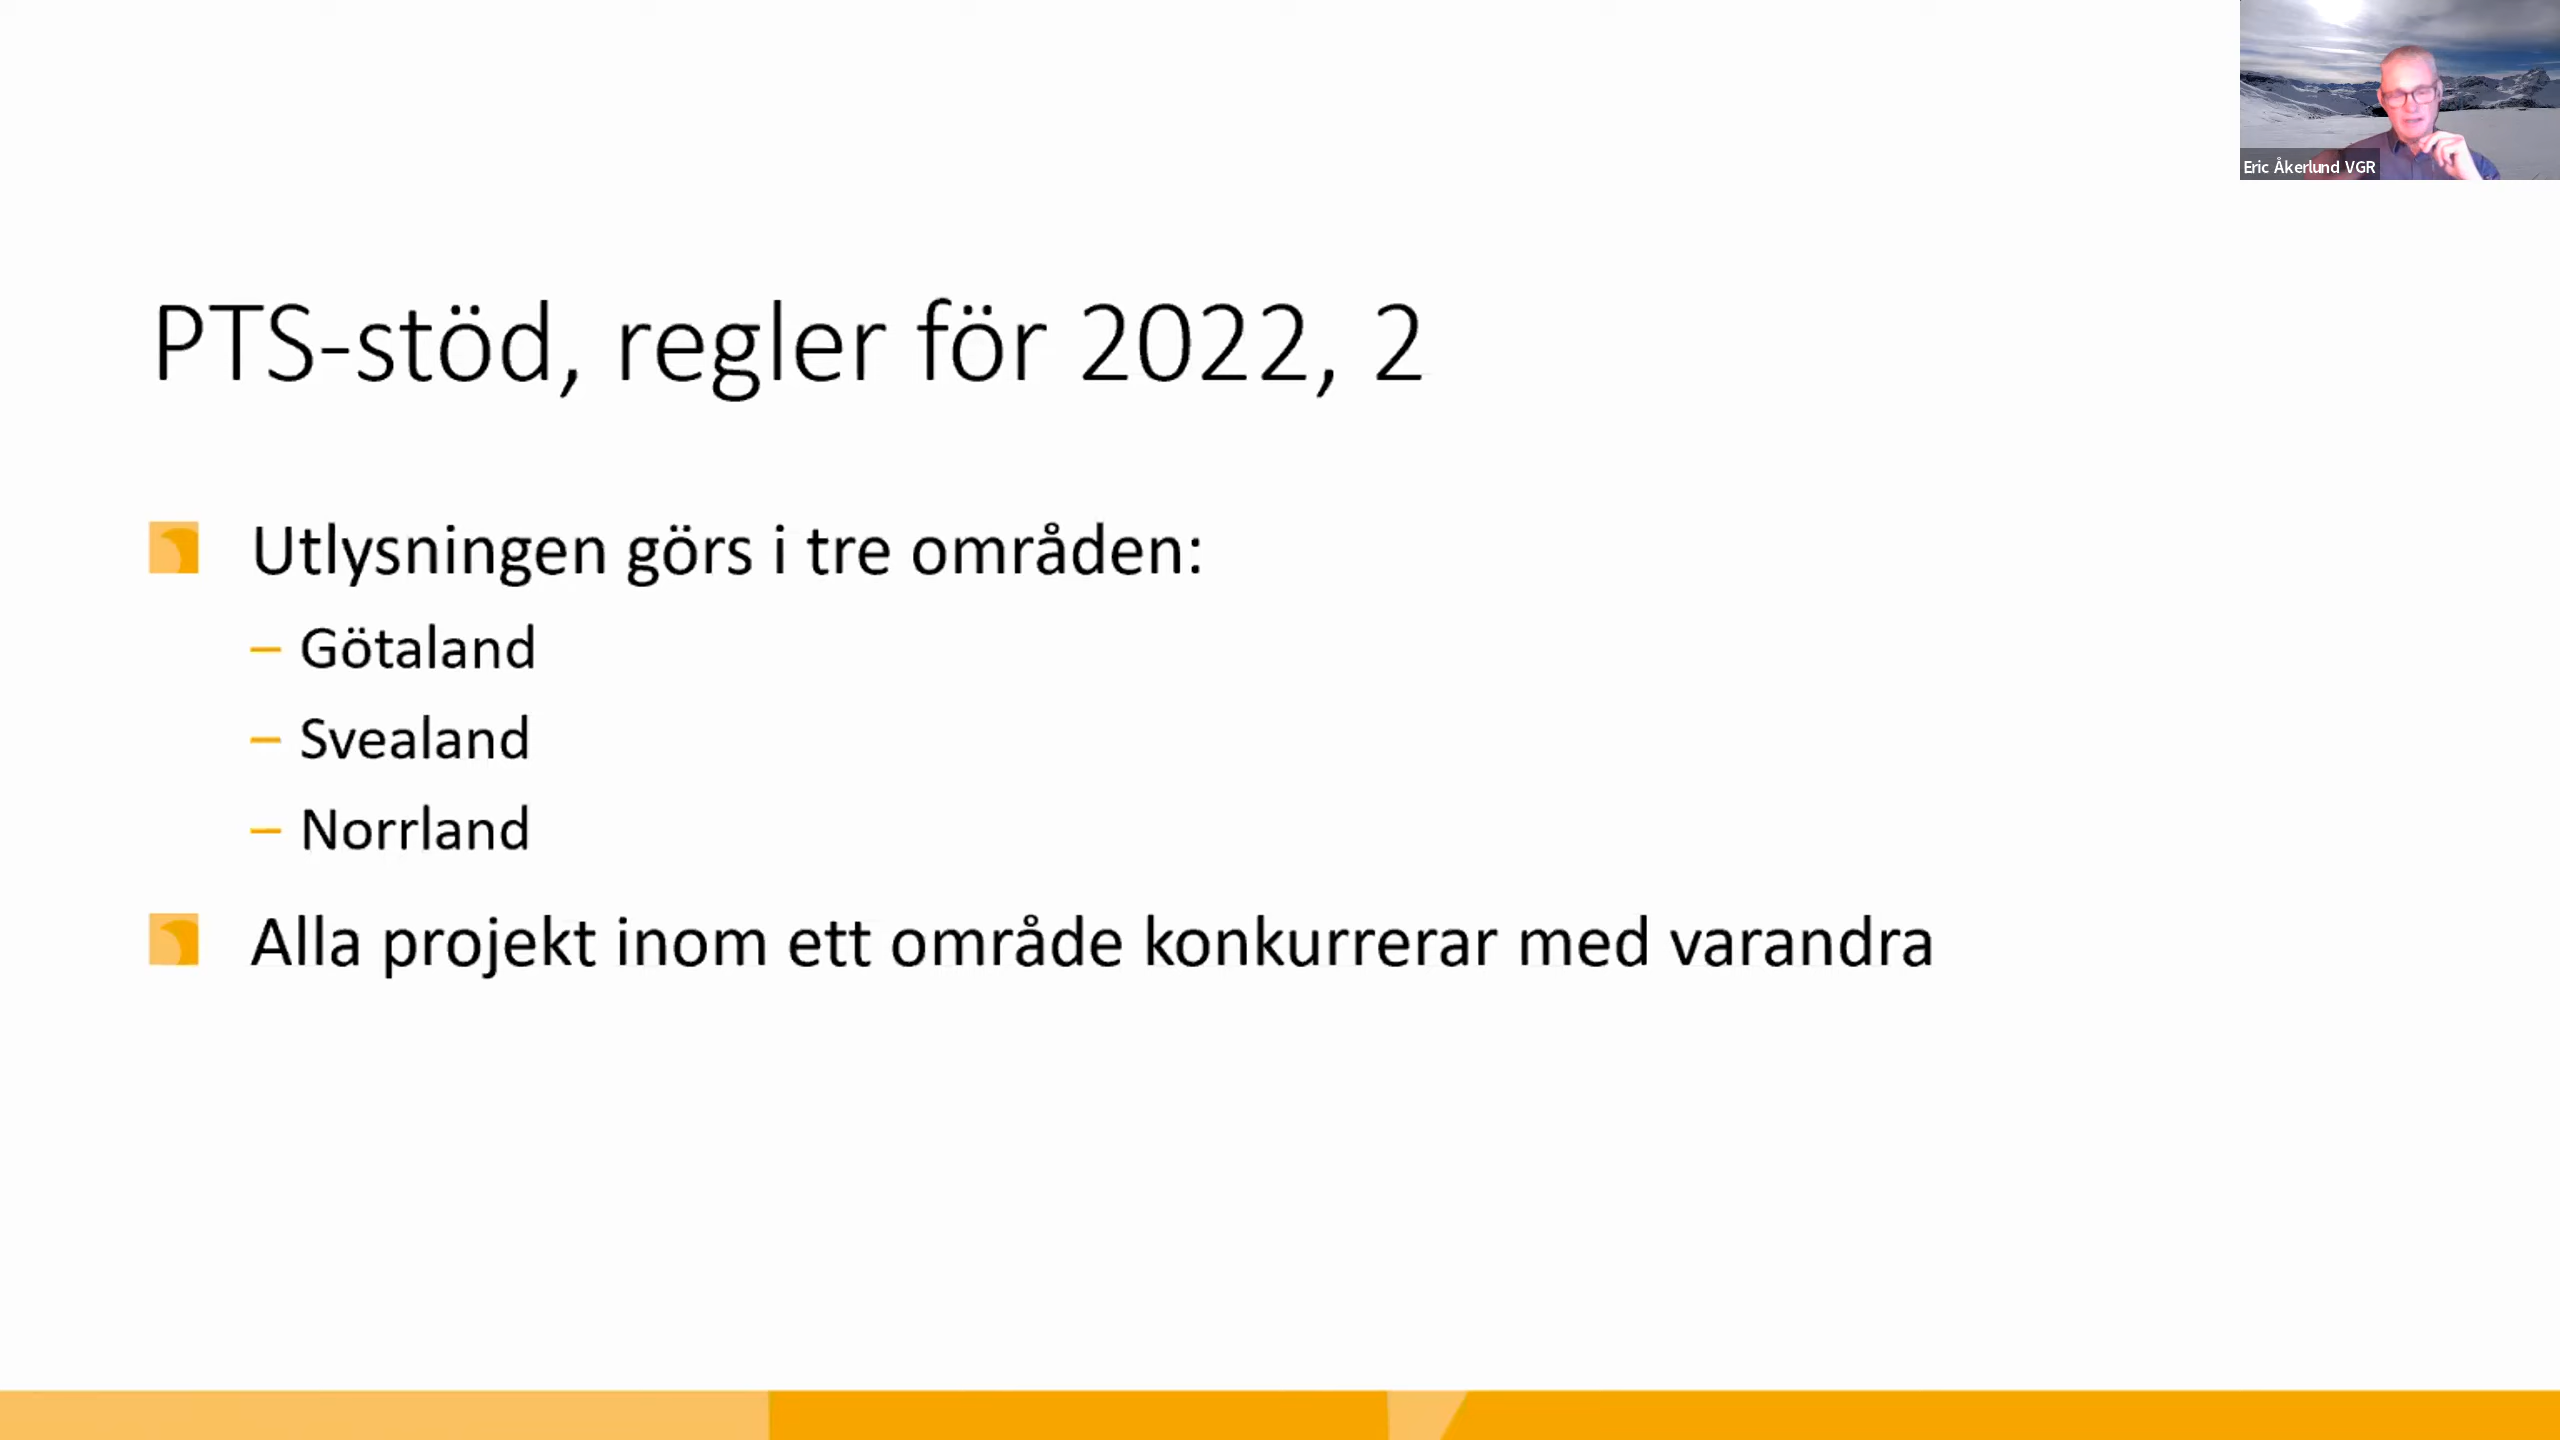 Eric Åkerlund VGR
PTS-stöd, regler för 2022, 2
Utlysningen görs i tre områden:
– Götaland
– Svealand
– Norrland
Alla projekt inom ett område konkurrerar med varandra